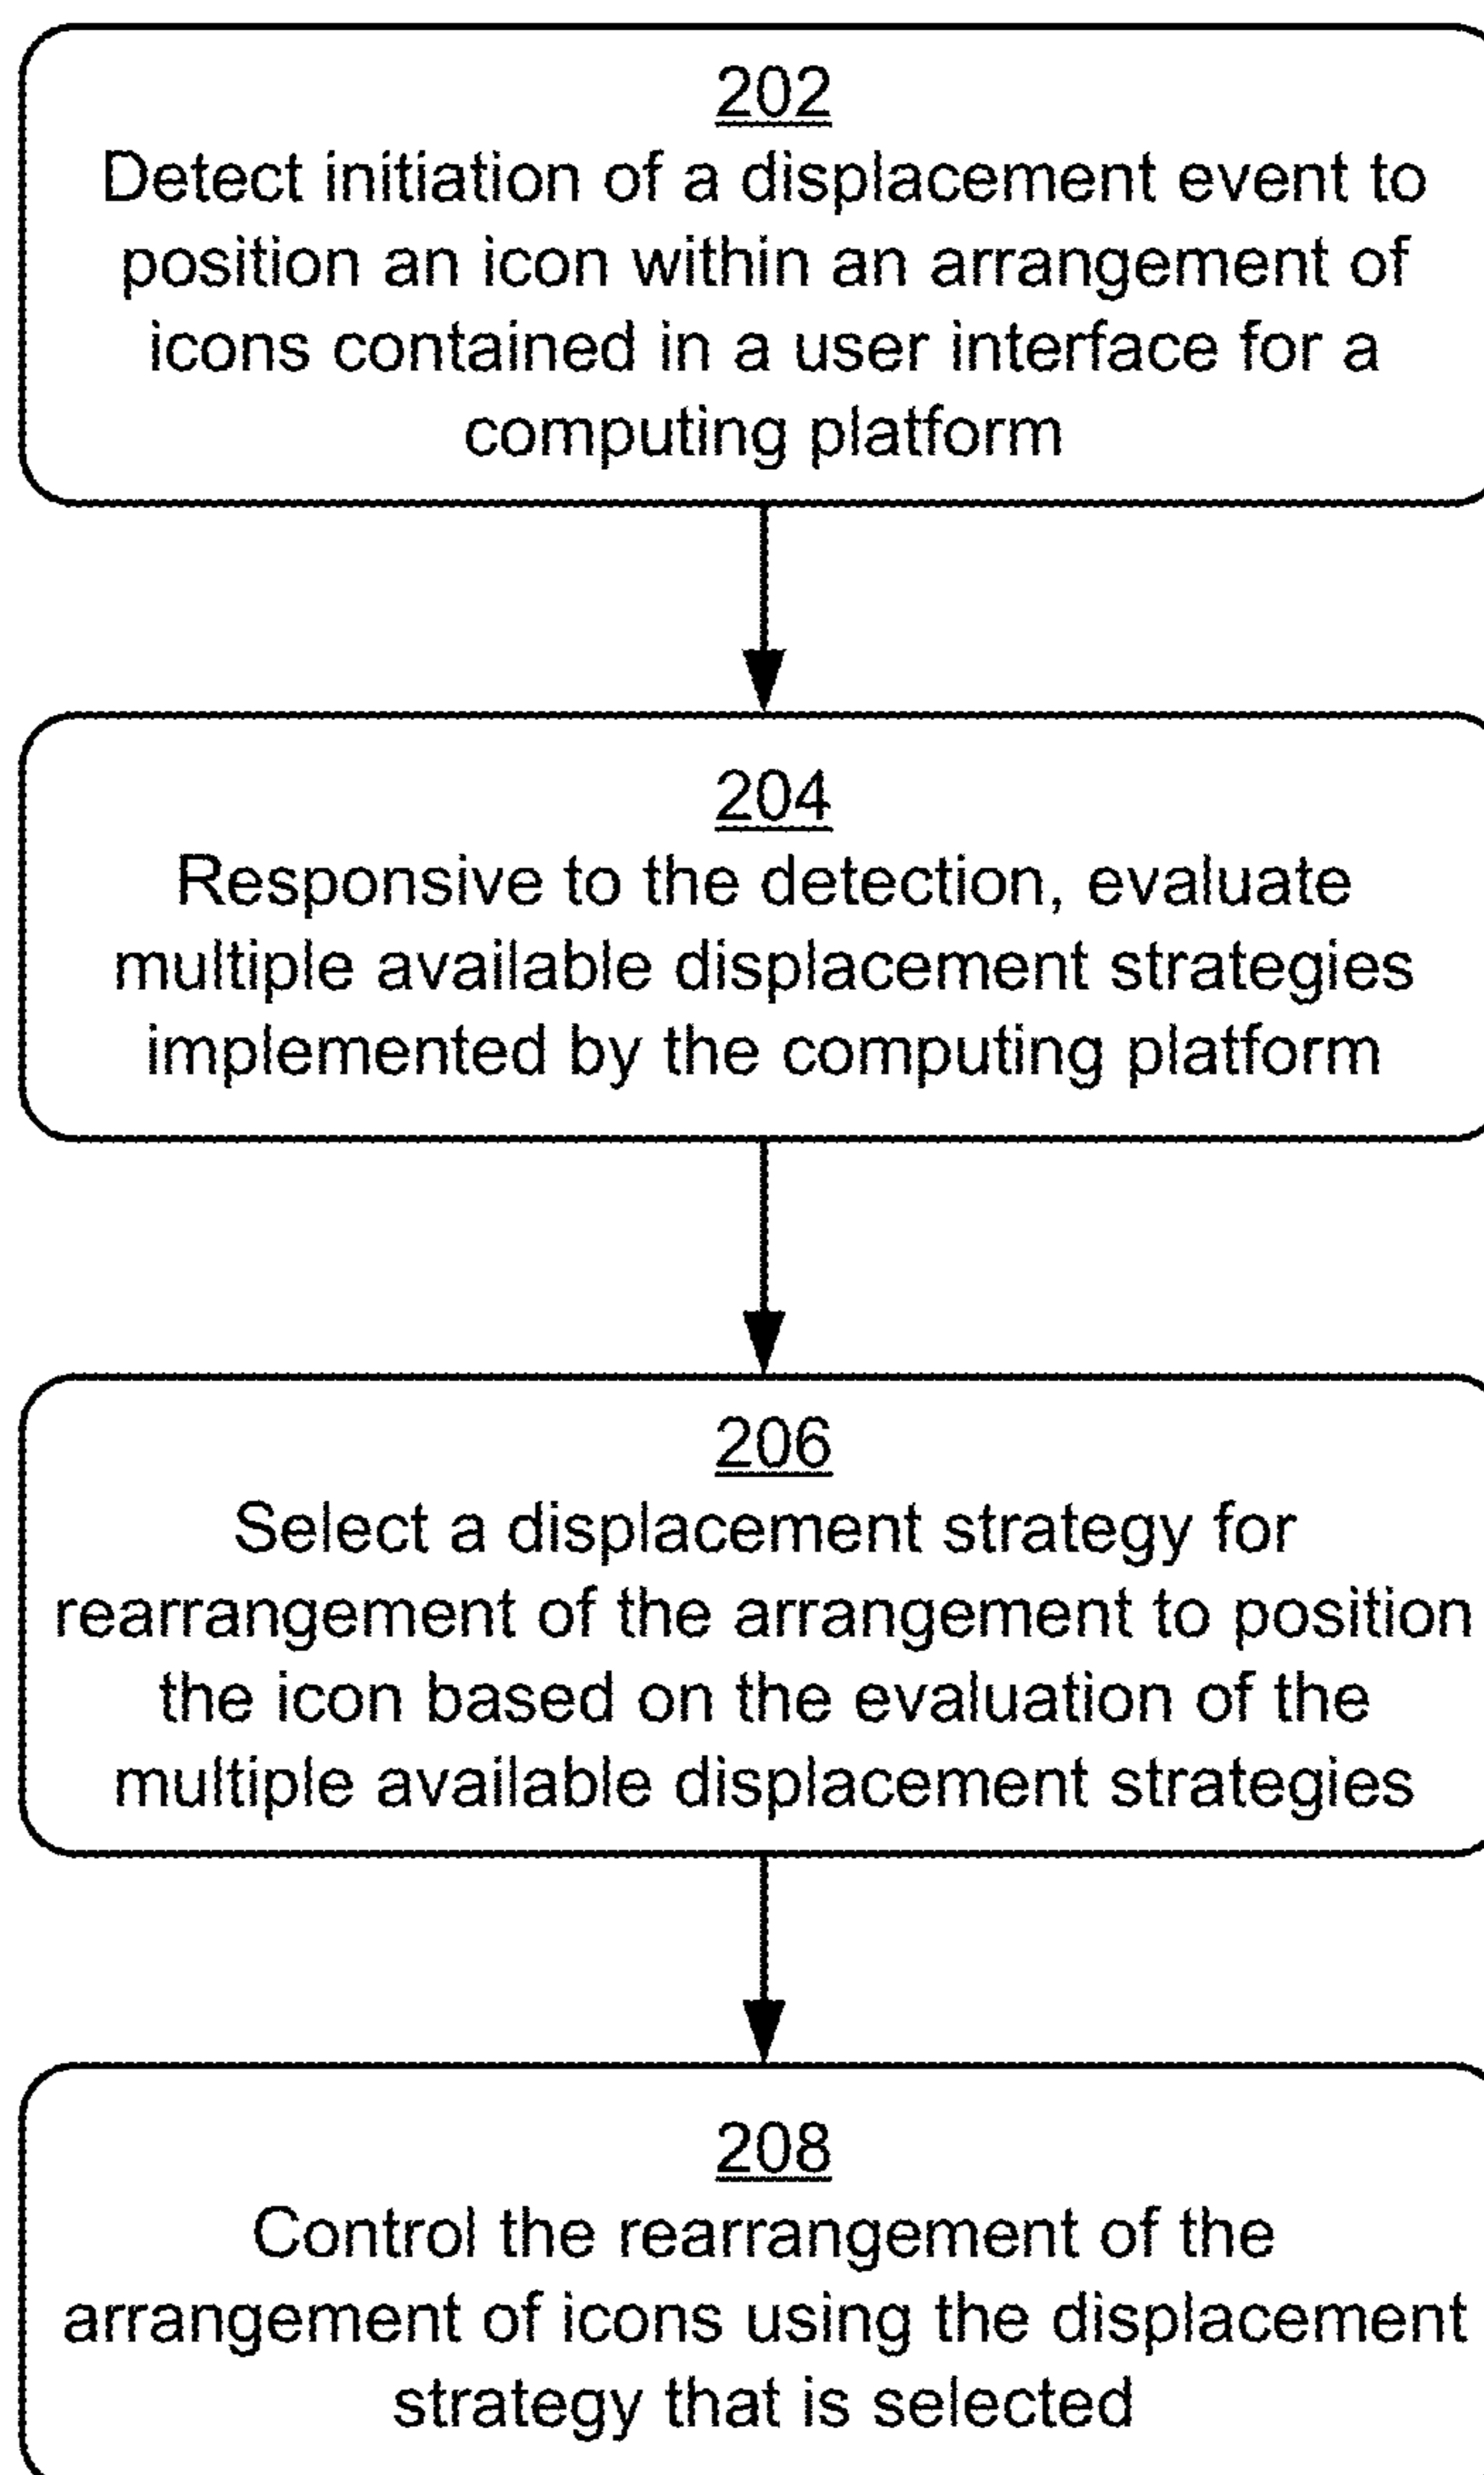 202
Detect initiation of a displacement event to
position an icon within an arrangement of
icons contained in a user interface for a
computing platform
204
Responsive to the detection, evaluate
multiple available displacement strategies
implemented by the computing platform
206
Select a displacement strategy for
rearrangement of the arrangement to position
the icon based on the evaluation of the
multiple available displacement strategies
208
Control the rearrangement of the
arrangement of icons using the displacement
strategy that is selected